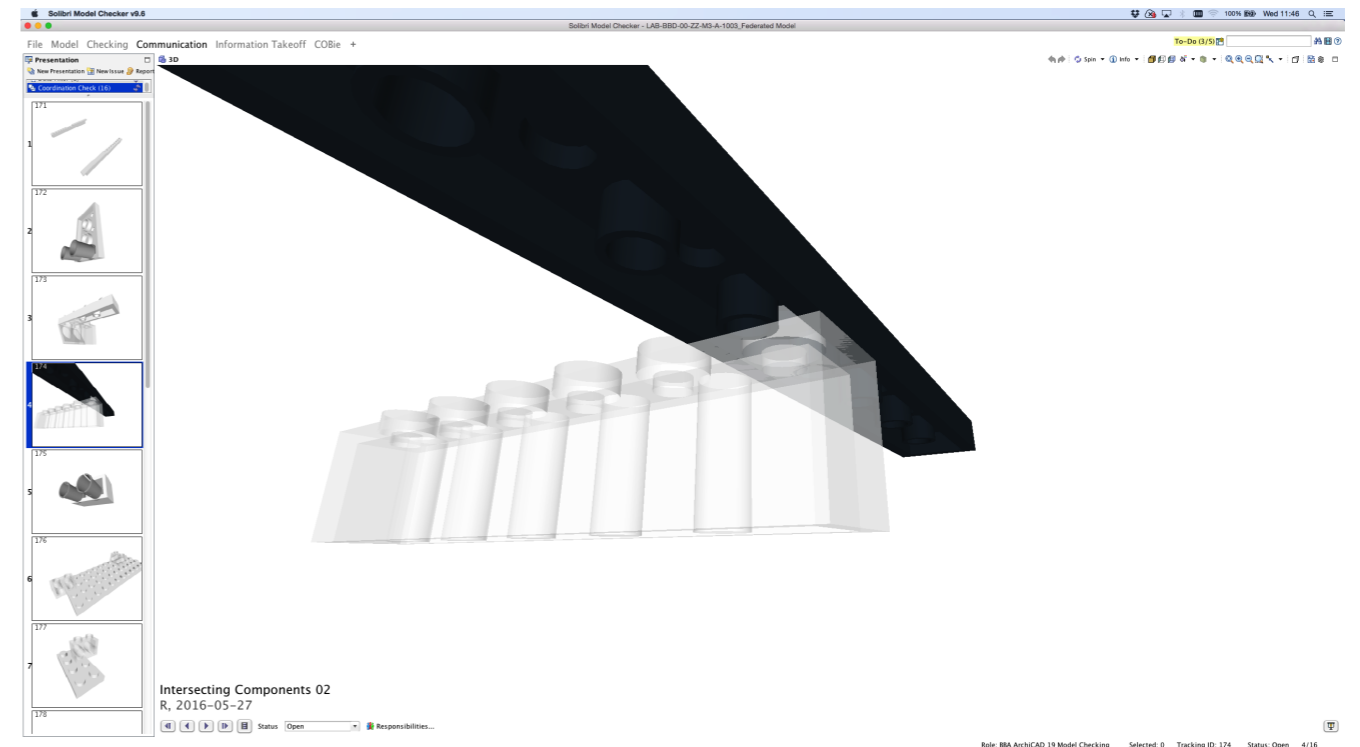 Solibri Model Checker v9.6
100% Wed 11:46
Solibri Model Checker - LAB-BBD-00-ZZ-M3-A-1003_Federated Model
File Model Checking Communication Information Takeoff COBie +
To-Do (3/5)
Presentation
3D
Spin Info
New Presentation New Issue Report
Coordination Check (16)
171
1
172
2
173
3
174
4
175
5
176
6
177
7
178
Intersecting Components 02
R, 2016-05-27
Status Open Responsibilities...
Role: BBA ArchiCAD 19 Model Checking Selected: 0 Tracking ID: 174 Status: Open 4/16